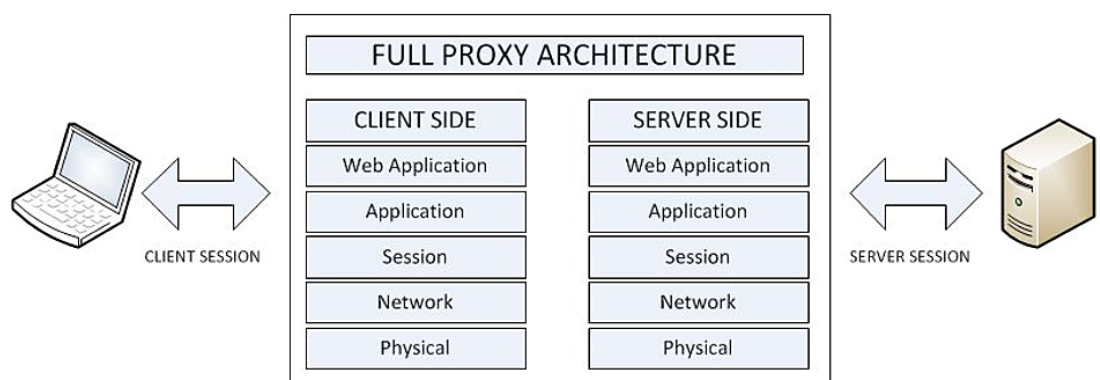 FULL PROXY ARCHITECTURE
CLIENT SIDE
Web Application
Application
Session
Network
Physical
SERVER SIDE
Web Application
Application
Session
Network
Physical
CLIENT SESSION
SERVER SESSION